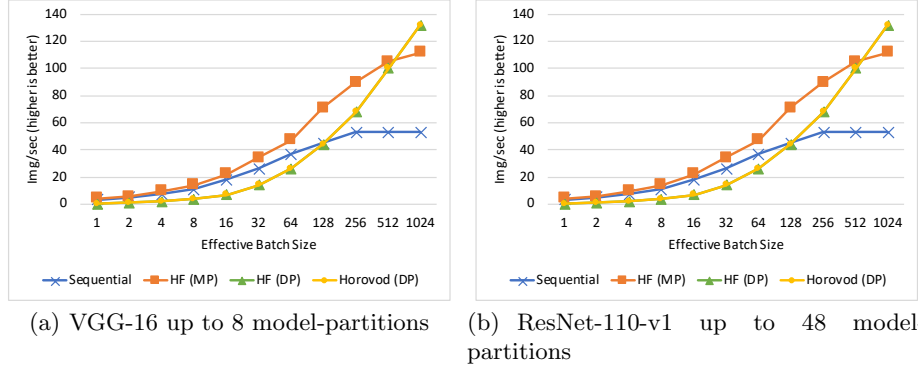 Img/sec (higher is better)
140
120
100
80
60
40
20
0
1 2 4 8 16 32 64 128 256 512 1024
Effective Batch Size
Sequential HF (MP) HF (DP) Horovod (DP)
(a) VGG-16 up to 8 model-partitions
Img/sec (higher is better)
140
120
100
80
60
40
20
0
1 2 4 8 16 32 64 128 256 512 1024
Effective Batch Size
Sequential HF (MP) HF (DP) Horovod (DP)
(b) ResNet-110-v1 up to 48 model
partitions